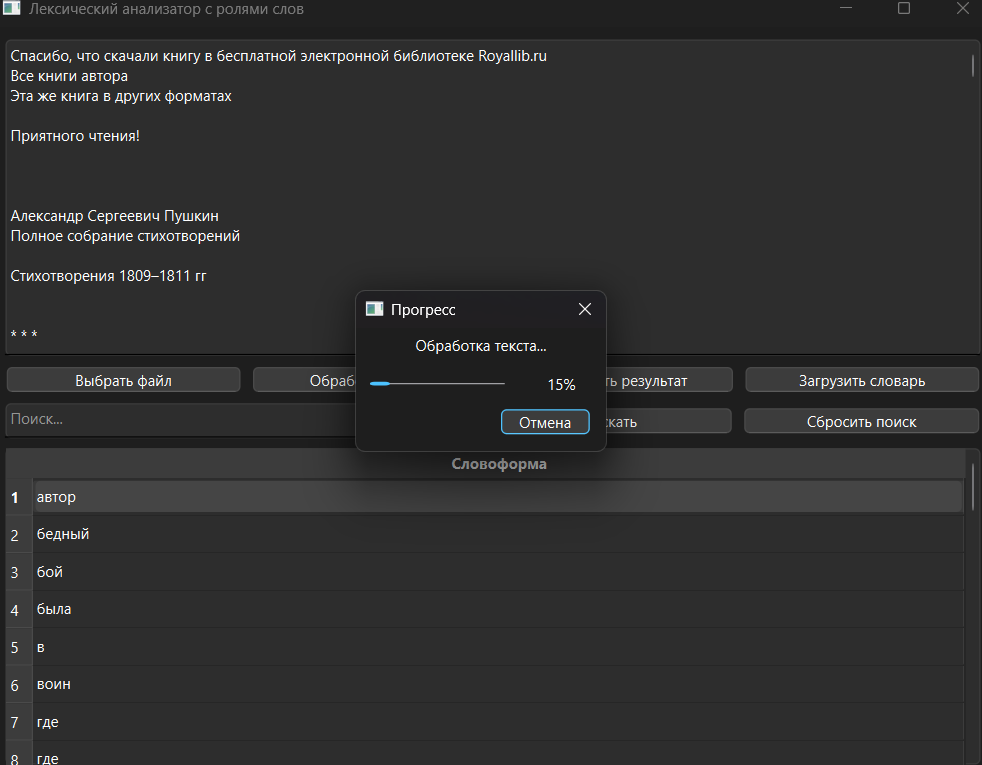 Лексический анализатор с ролями слов
Спасибо, что скачали книгу в бесплатной электронной библиотеке Royallib.ru
Все книги автора
Эта же книга в других форматах
Приятного чтения!
Александр Сергеевич Пушкин
Полное собрание стихотворений
Стихотворения 1809–1811 гг
* * *
Прогресс
Обработка текста...
15%
Отмена
Выбрать файл
результат
Загрузить словарь
Поиск...
Сбросить поиск
Словоформа
1 автор
2 бедный
3 бой
4 была
5 в
6 воин
7 где
8 где